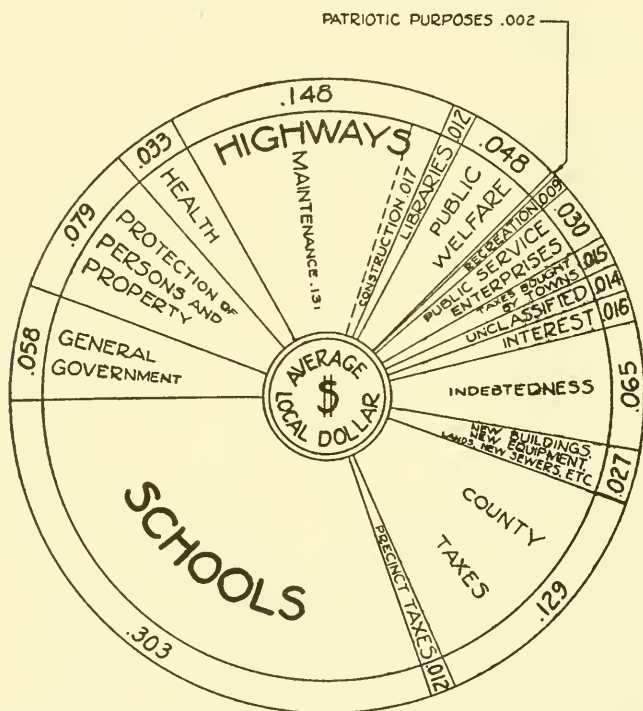 PATRIOTIC PURPOSES .002
.148
HIGHWAYS
MAINTENANCE .131
CONSTRUCTION .017
.012
LIBRARIES
.048
PUBLIC
WELFARE
.009
RECREATION
.030
PUBLIC SERVICE
ENTERPRISES
.015
TAXES BOUGHT
BY TOWNS
.014
UNCLASSIFIED
.016
INTEREST
.065
INDEBTEDNESS
.027
NEW BUILDINGS,
NEW EQUIPMENT,
LANDS, NEW SEWERS, ETC
.129
COUNTY
TAXES
.012
PRECINCT TAXES
.303
SCHOOLS
.058
GENERAL
GOVERNMENT
.079
PROTECTION OF
PERSONS AND
PROPERTY
.033
HEALTH
AVERAGE
$
LOCAL DOLLAR